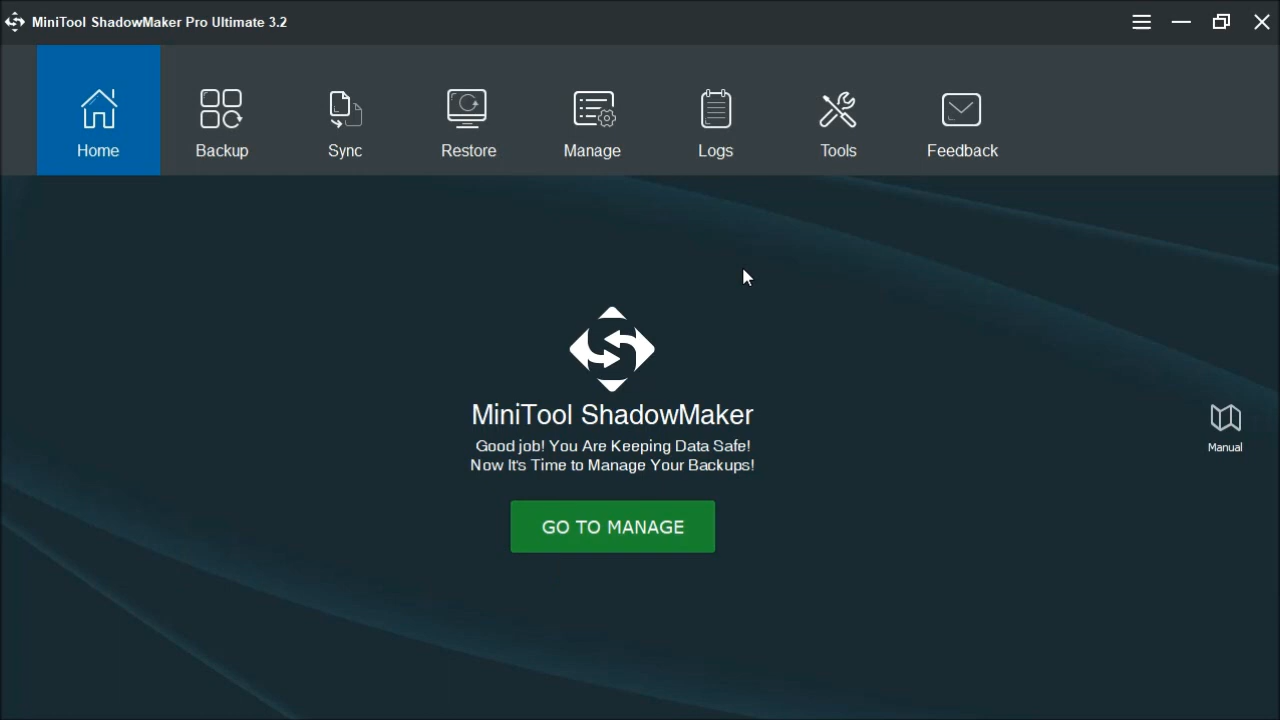 MiniTool ShadowMaker Pro Ultimate 3.2
Home
Backup
Sync
Restore
Manage
Logs
Tools
Feedback
MiniTool ShadowMaker
Good job! You Are Keeping Data Safe!
Now It's Time to Manage Your Backups!
GO TO MANAGE
Manual